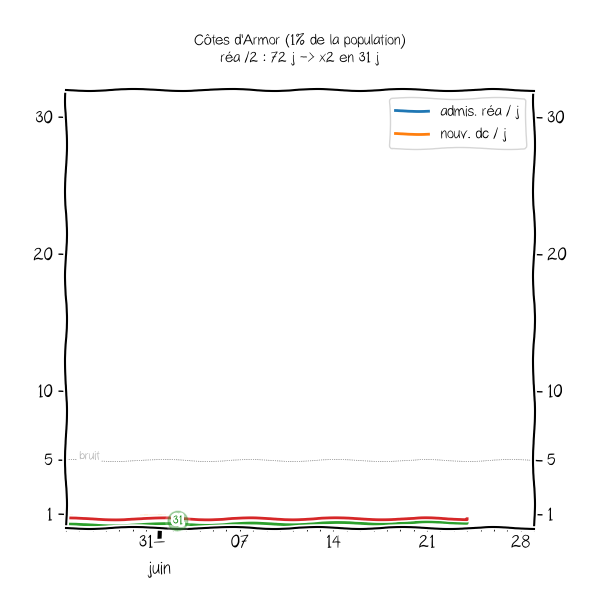 Côtes d'Armor (1% de la population)
réa /2 : 72 j -> x2 en 31 j
admis. réa / j
nouv. dc / j
30
30
20
20
10
10
5
bruit
5
1
31
1
31
07
14
21
28
juin